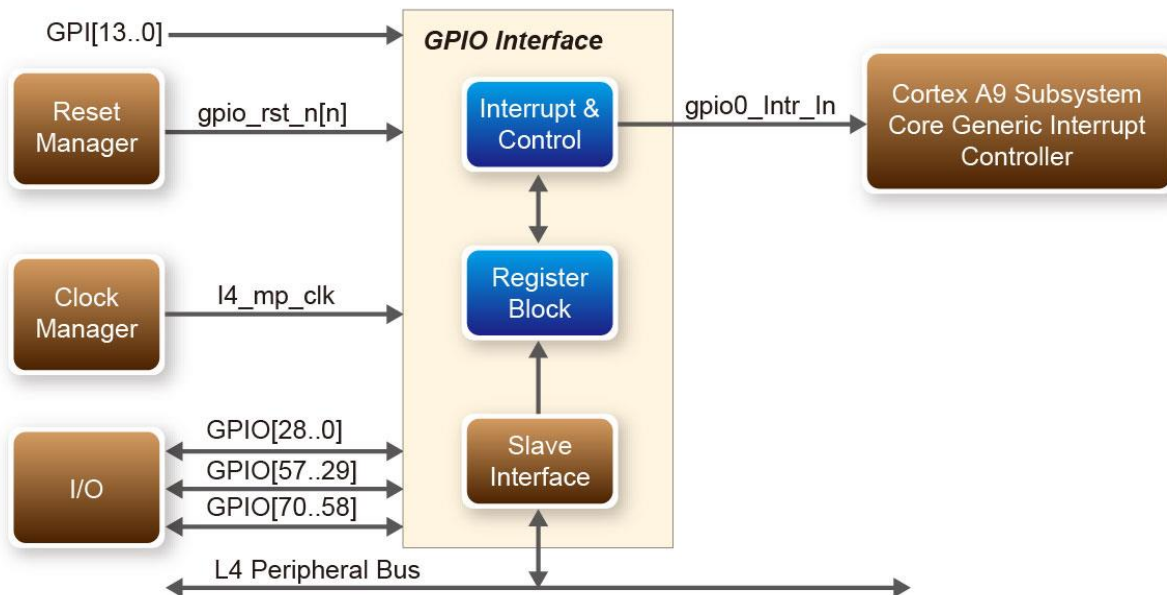 GPI[13..0]
GPIO Interface
Reset
Manager
gpio_rst_n[n]
Interrupt &
Control
gpio0_Intr_In
Cortex A9 Subsystem
Core Generic Interrupt
Controller
Clock
Manager
l4_mp_clk
Register
Block
I/O
GPIO[28..0]
GPIO[57..29]
GPIO[70..58]
Slave
Interface
L4 Peripheral Bus